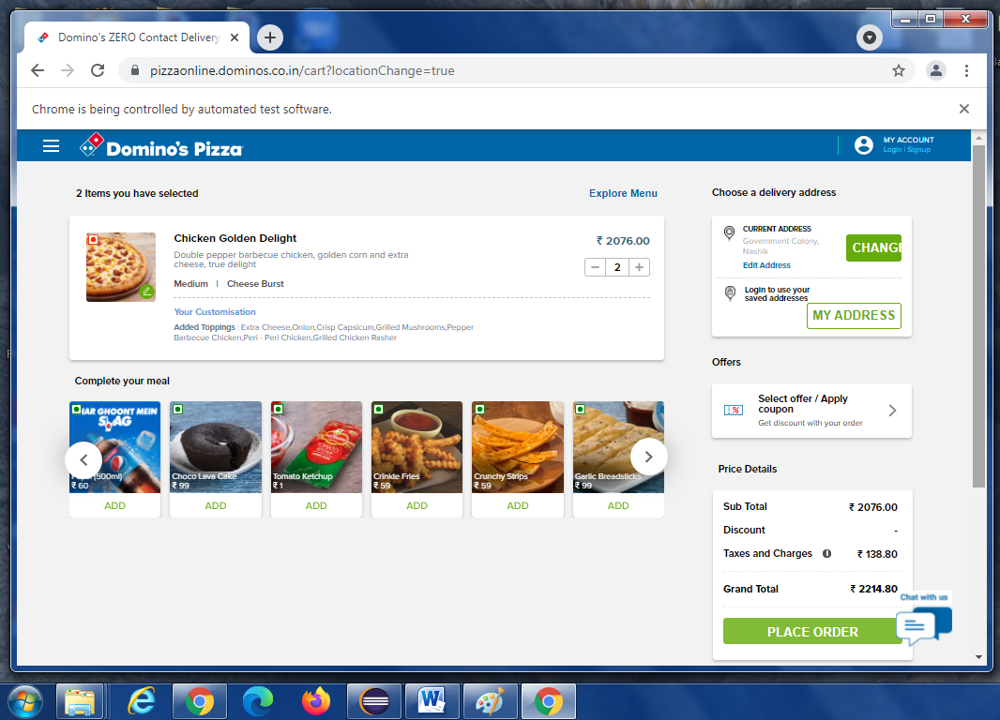 Domino's ZERO Contact Delivery
pizzaonline.dominos.co.in/cart?locationChange=true
Chrome is being controlled by automated test software.
Domino's Pizza
MY ACCOUNT
Login | Signup
2 Items you have selected
Explore Menu
Chicken Golden Delight
₹ 2076.00
Double pepper barbecue chicken, golden corn and extra
cheese, true delight
2
Medium | Cheese Burst
Your Customisation
Added Toppings : Extra Cheese,Onion,Crisp Capsicum,Grilled Mushrooms,Pepper
Barbecue Chicken,Peri - Peri Chicken,Grilled Chicken Rasher
Complete your meal
HAR GHOONT MEIN
SWAG
(500ml)
₹ 60
ADD
Choco Lava Cake
₹ 99
ADD
TOMATO
KETCHUP
Tomato Ketchup
₹ 1
ADD
Crinkle Fries
₹ 59
ADD
Crunchy Strips
₹ 59
ADD
Garlic Breadsticks
₹ 99
ADD
Choose a delivery address
CURRENT ADDRESS
Government Colony,
Nashik
Edit Address
CHANGE
Login to use your
saved addresses
MY ADDRESS
Offers
Select offer / Apply
coupon
Get discount with your order
Price Details
Sub Total ₹ 2076.00
Discount -
Taxes and Charges ₹ 138.80
Grand Total ₹ 2214.80
Chat with us
PLACE ORDER